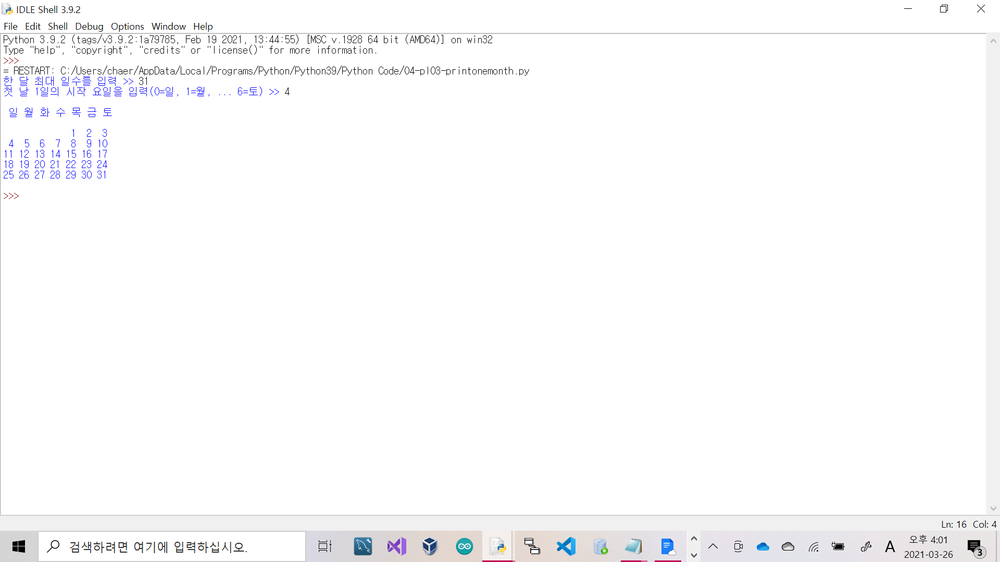 IDLE Shell 3.9.2
File Edit Shell Debug Options Window Help
Python 3.9.2 (tags/v3.9.2:1a79785, Feb 19 2021, 13:44:55) [MSC v.1928 64 bit (AMD64)] on win32
Type "help", "copyright", "credits" or "license()" for more information.
>>>
= RESTART: C:/Users/chaer/AppData/Local/Programs/Python/Python39/Python Code/04-pl03-printonemonth.py
한 달 최대 일수를 입력 >> 31
첫 날 1일의 시작 요일을 입력(0=일, 1=월, ... 6=토) >> 4
일 월 화 수 목 금 토
1 2 3
4 5 6 7 8 9 10
11 12 13 14 15 16 17
18 19 20 21 22 23 24
25 26 27 28 29 30 31
>>>
Ln: 16 Col: 4
검색하려면 여기에 입력하십시오.
A
오후 4:01
2021-03-26
3